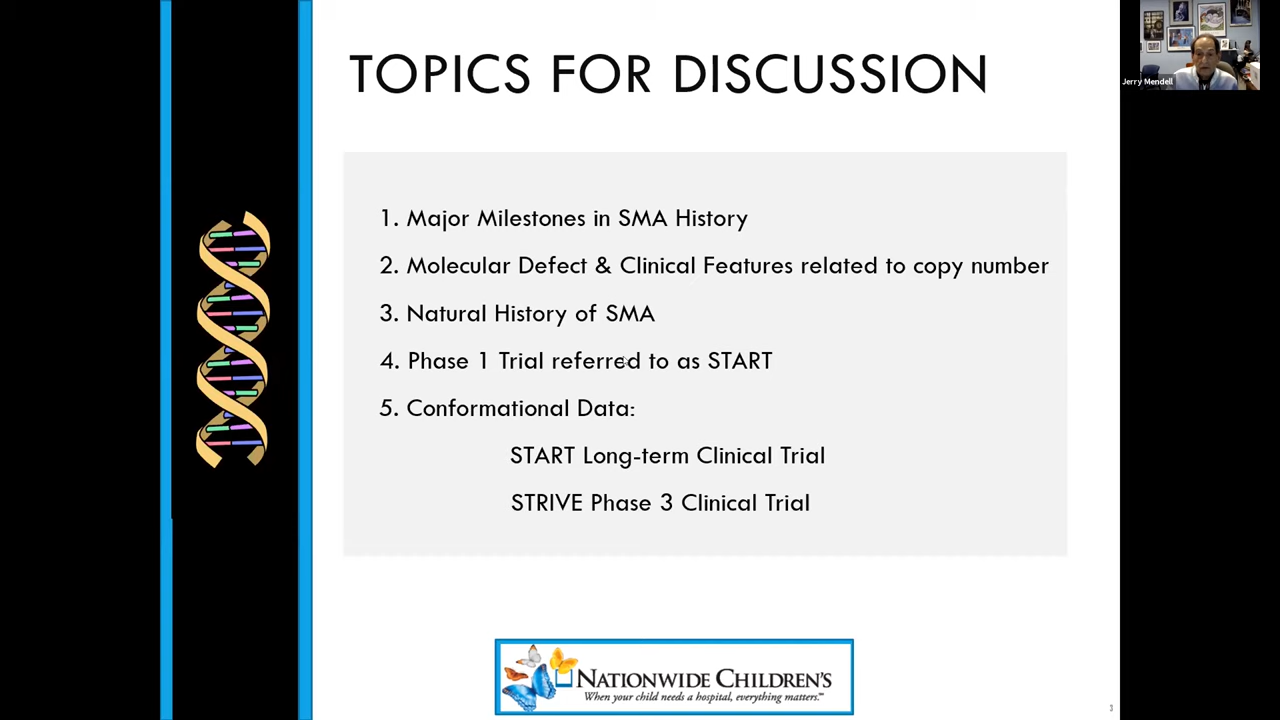 TOPICS FOR DISCUSSION
Jerry Mendell
1. Major Milestones in SMA History
2. Molecular Defect & Clinical Features related to copy number
3. Natural History of SMA
4. Phase 1 Trial referred to as START
5. Conformational Data:
START Long-term Clinical Trial
STRIVE Phase 3 Clinical Trial
NATIONWIDE CHILDREN'S
When your child needs a hospital, everything matters.℠
3